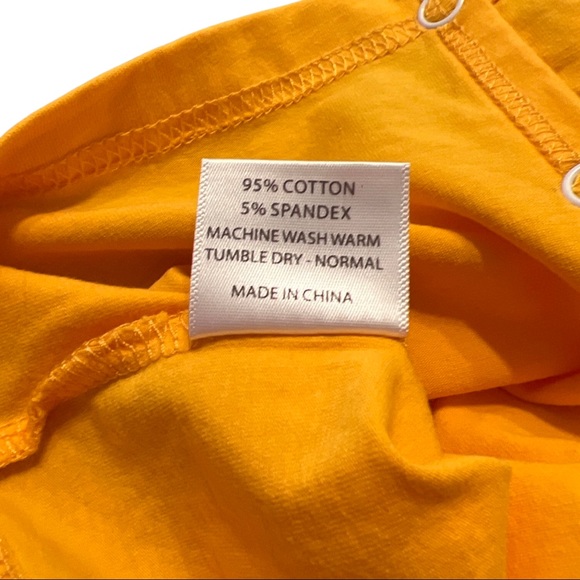 95% COTTON
5% SPANDEX
MACHINE WASH WARM
TUMBLE DRY - NORMAL
MADE IN CHINA